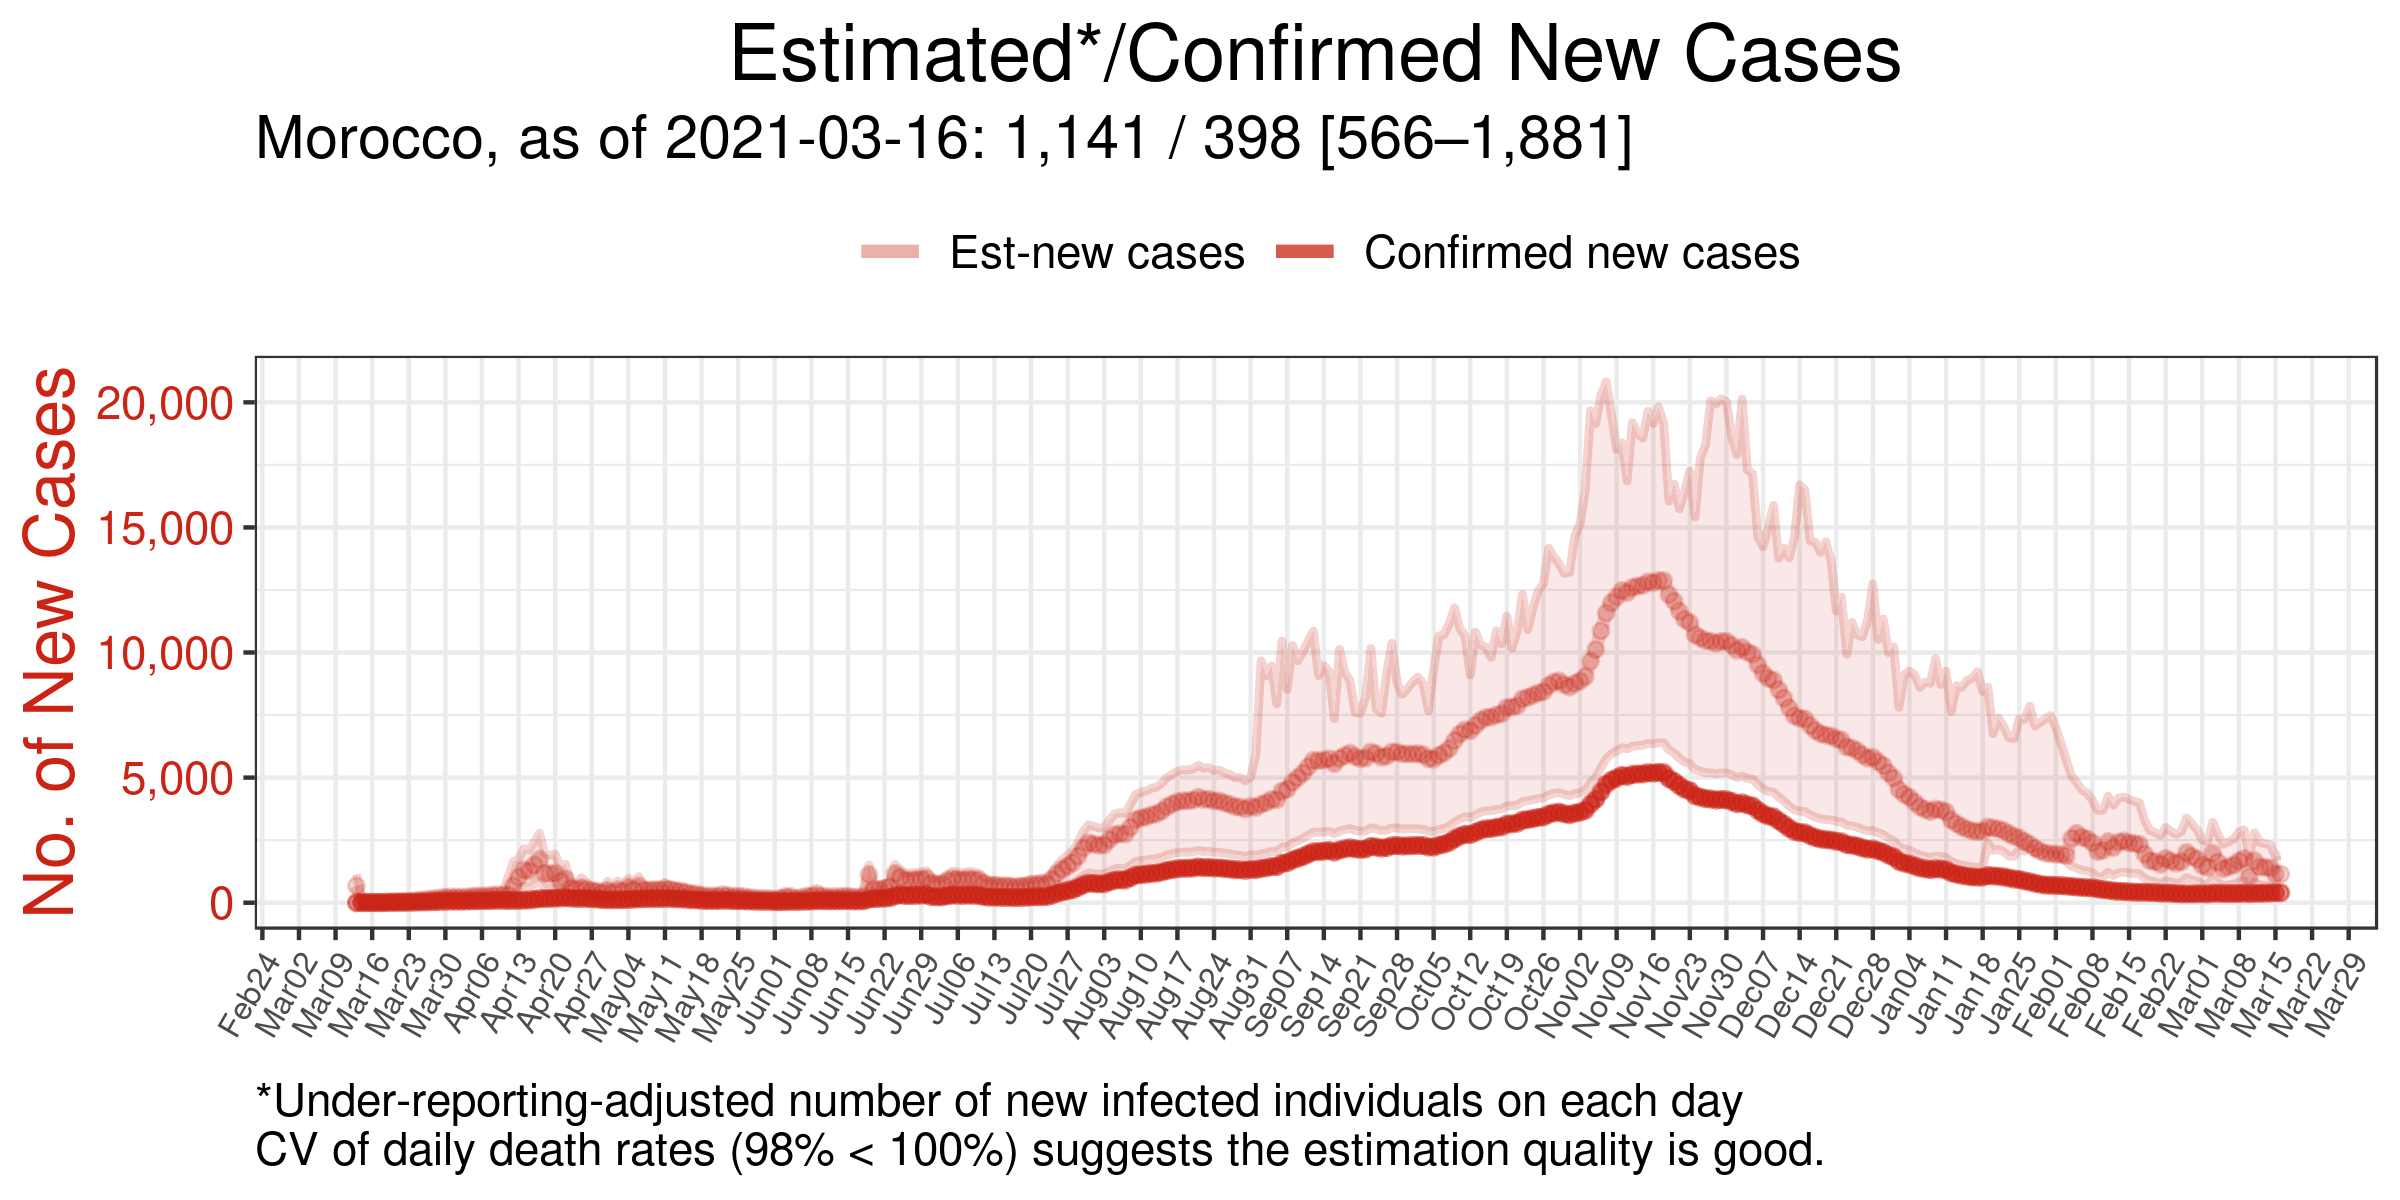 Estimated*/Confirmed New Cases
Morocco, as of 2021-03-16: 1,141 / 398 [566–1,881]
Est-new cases
Confirmed new cases
No. of New Cases
20,000
15,000
10,000
5,000
0
Feb24
Mar02
Mar09
Mar16
Mar23
Mar30
Apr06
Apr13
Apr20
Apr27
May04
May11
May18
May25
Jun01
Jun08
Jun15
Jun22
Jun29
Jul06
Jul13
Jul20
Jul27
Aug03
Aug10
Aug17
Aug24
Aug31
Sep07
Sep14
Sep21
Sep28
Oct05
Oct12
Oct19
Oct26
Nov02
Nov09
Nov16
Nov23
Nov30
Dec07
Dec14
Dec21
Dec28
Jan04
Jan11
Jan18
Jan25
Feb01
Feb08
Feb15
Feb22
Mar01
Mar08
Mar15
Mar22
Mar29
*Under-reporting-adjusted number of new infected individuals on each day
CV of daily death rates (98% < 100%) suggests the estimation quality is good.